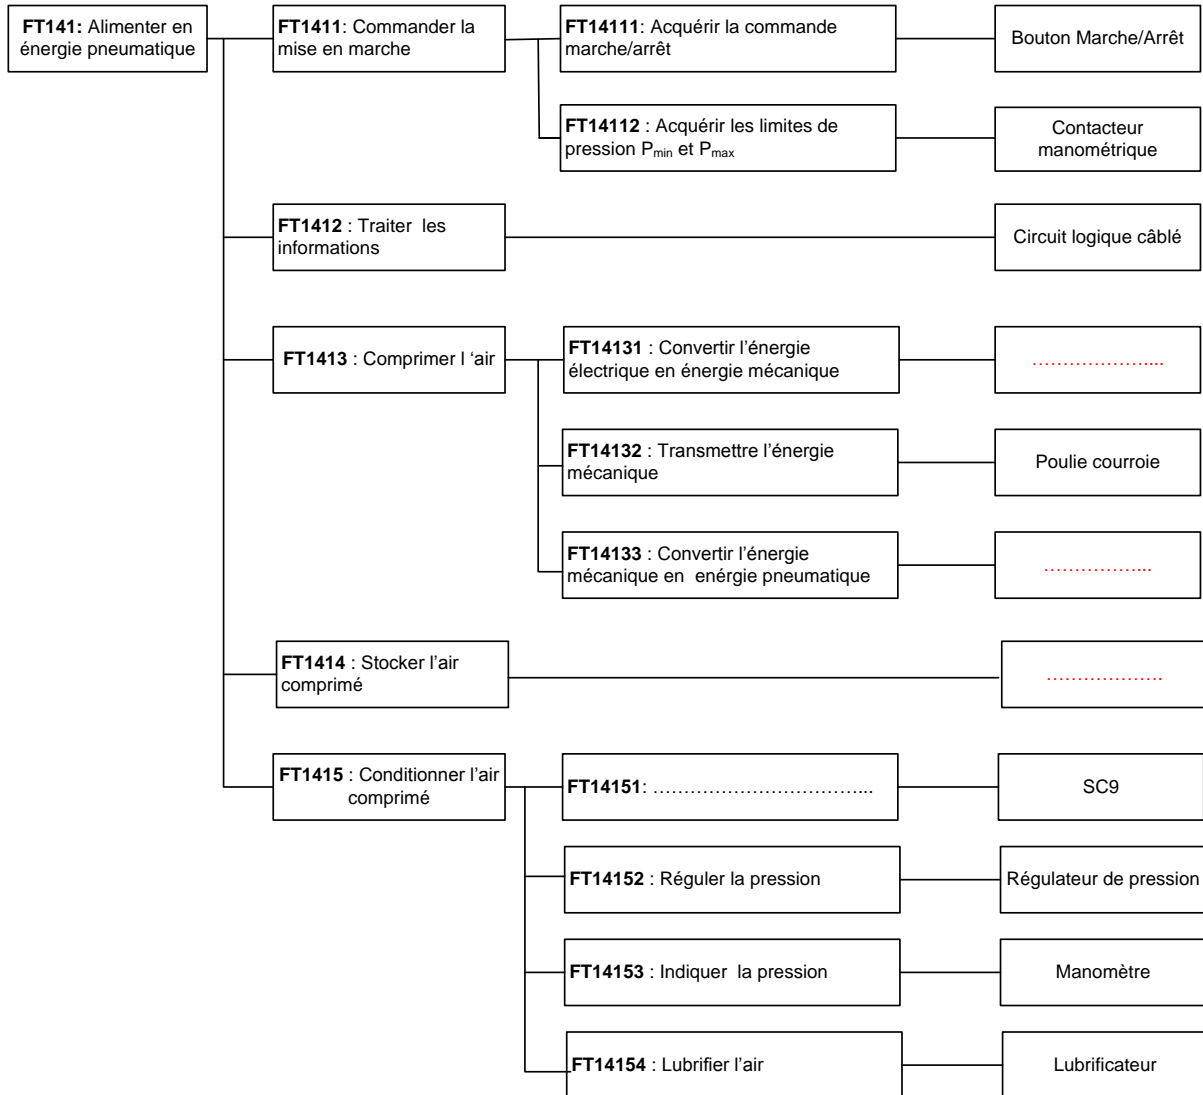 FT141: Alimenter en
énergie pneumatique
FT1411: Commander la
mise en marche
FT14111: Acquérir la commande
marche/arrêt
Bouton Marche/Arrêt
FT14112 : Acquérir les limites de
pression Pmin et Pmax
Contacteur
manométrique
FT1412 : Traiter les
informations
Circuit logique câblé
FT1413 : Comprimer l ‘air
FT14131 : Convertir l’énergie
électrique en énergie mécanique
………………....
FT14132 : Transmettre l’énergie
mécanique
Poulie courroie
FT14133 : Convertir l’énergie
mécanique en enérgie pneumatique
……………...
FT1414 : Stocker l’air
comprimé
……………….
FT1415 : Conditionner l’air
comprimé
FT14151: ……………………………...
SC9
FT14152 : Réguler la pression
Régulateur de pression
FT14153 : Indiquer la pression
Manomètre
FT14154 : Lubrifier l’air
Lubrificateur